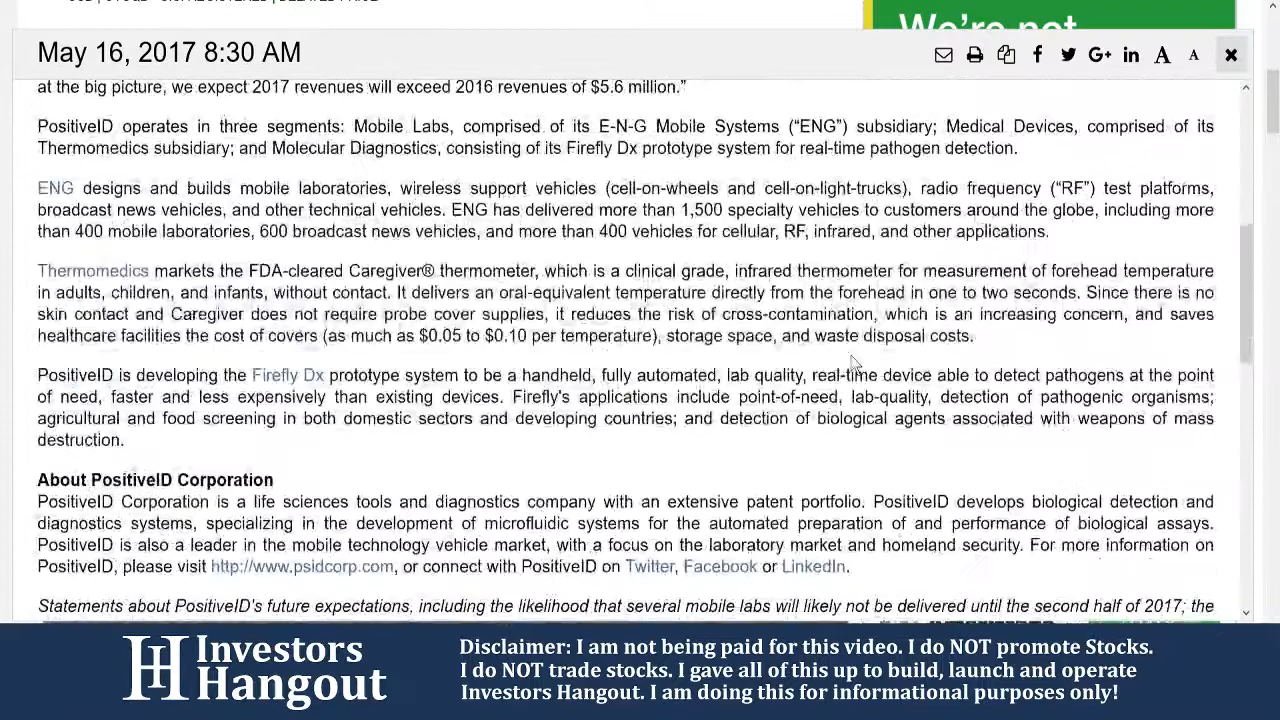 We're not
May 16, 2017 8:30 AM
G+ in A A
at the big picture, we expect 2017 revenues will exceed 2016 revenues of $5.6 million.”
PositiveID operates in three segments: Mobile Labs, comprised of its E-N-G Mobile Systems (“ENG”) subsidiary; Medical Devices, comprised of its
Thermomedics subsidiary; and Molecular Diagnostics, consisting of its Firefly Dx prototype system for real-time pathogen detection.
ENG designs and builds mobile laboratories, wireless support vehicles (cell-on-wheels and cell-on-light-trucks), radio frequency (“RF”) test platforms,
broadcast news vehicles, and other technical vehicles. ENG has delivered more than 1,500 specialty vehicles to customers around the globe, including more
than 400 mobile laboratories, 600 broadcast news vehicles, and more than 400 vehicles for cellular, RF, infrared, and other applications.
Thermomedics markets the FDA-cleared Caregiver® thermometer, which is a clinical grade, infrared thermometer for measurement of forehead temperature
in adults, children, and infants, without contact. It delivers an oral-equivalent temperature directly from the forehead in one to two seconds. Since there is no
skin contact and Caregiver does not require probe cover supplies, it reduces the risk of cross-contamination, which is an increasing concern, and saves
healthcare facilities the cost of covers (as much as $0.05 to $0.10 per temperature), storage space, and waste disposal costs.
PositiveID is developing the Firefly Dx prototype system to be a handheld, fully automated, lab quality, real-time device able to detect pathogens at the point
of need, faster and less expensively than existing devices. Firefly's applications include point-of-need, lab-quality, detection of pathogenic organisms;
agricultural and food screening in both domestic sectors and developing countries; and detection of biological agents associated with weapons of mass
destruction.
About PositiveID Corporation
PositiveID Corporation is a life sciences tools and diagnostics company with an extensive patent portfolio. PositiveID develops biological detection and
diagnostics systems, specializing in the development of microfluidic systems for the automated preparation of and performance of biological assays.
PositiveID is also a leader in the mobile technology vehicle market, with a focus on the laboratory market and homeland security. For more information on
PositiveID, please visit http://www.psidcorp.com, or connect with PositiveID on Twitter, Facebook or LinkedIn.
Statements about PositiveID's future expectations, including the likelihood that several mobile labs will likely not be delivered until the second half of 2017; the
Investors
Hangout
Disclaimer: I am not being paid for this video. I do NOT promote Stocks.
I do NOT trade stocks. I gave all of this up to build, launch and operate
Investors Hangout. I am doing this for informational purposes only!